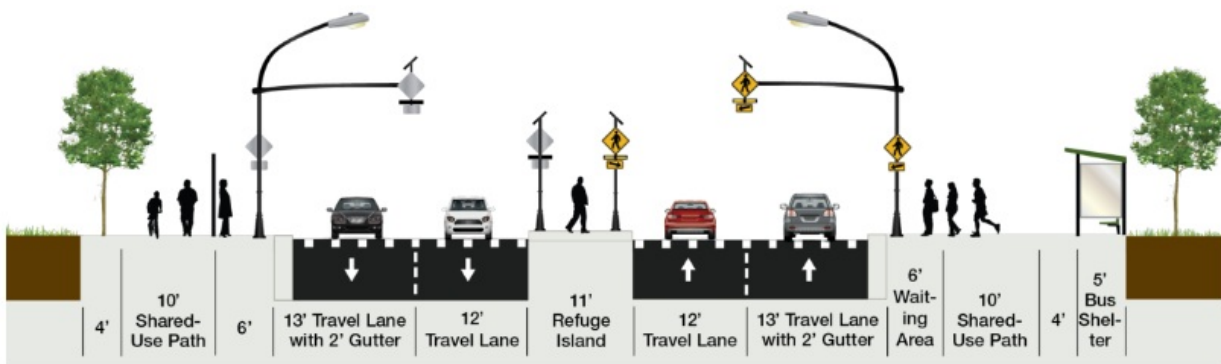 4'
10'
Shared-
Use Path
6'
13' Travel Lane
with 2' Gutter
12'
Travel Lane
11'
Refuge
Island
12'
Travel Lane
13' Travel Lane
with 2' Gutter
6'
Wait-
ing
Area
10'
Shared-
Use Path
4'
5'
Bus
Shel-
ter